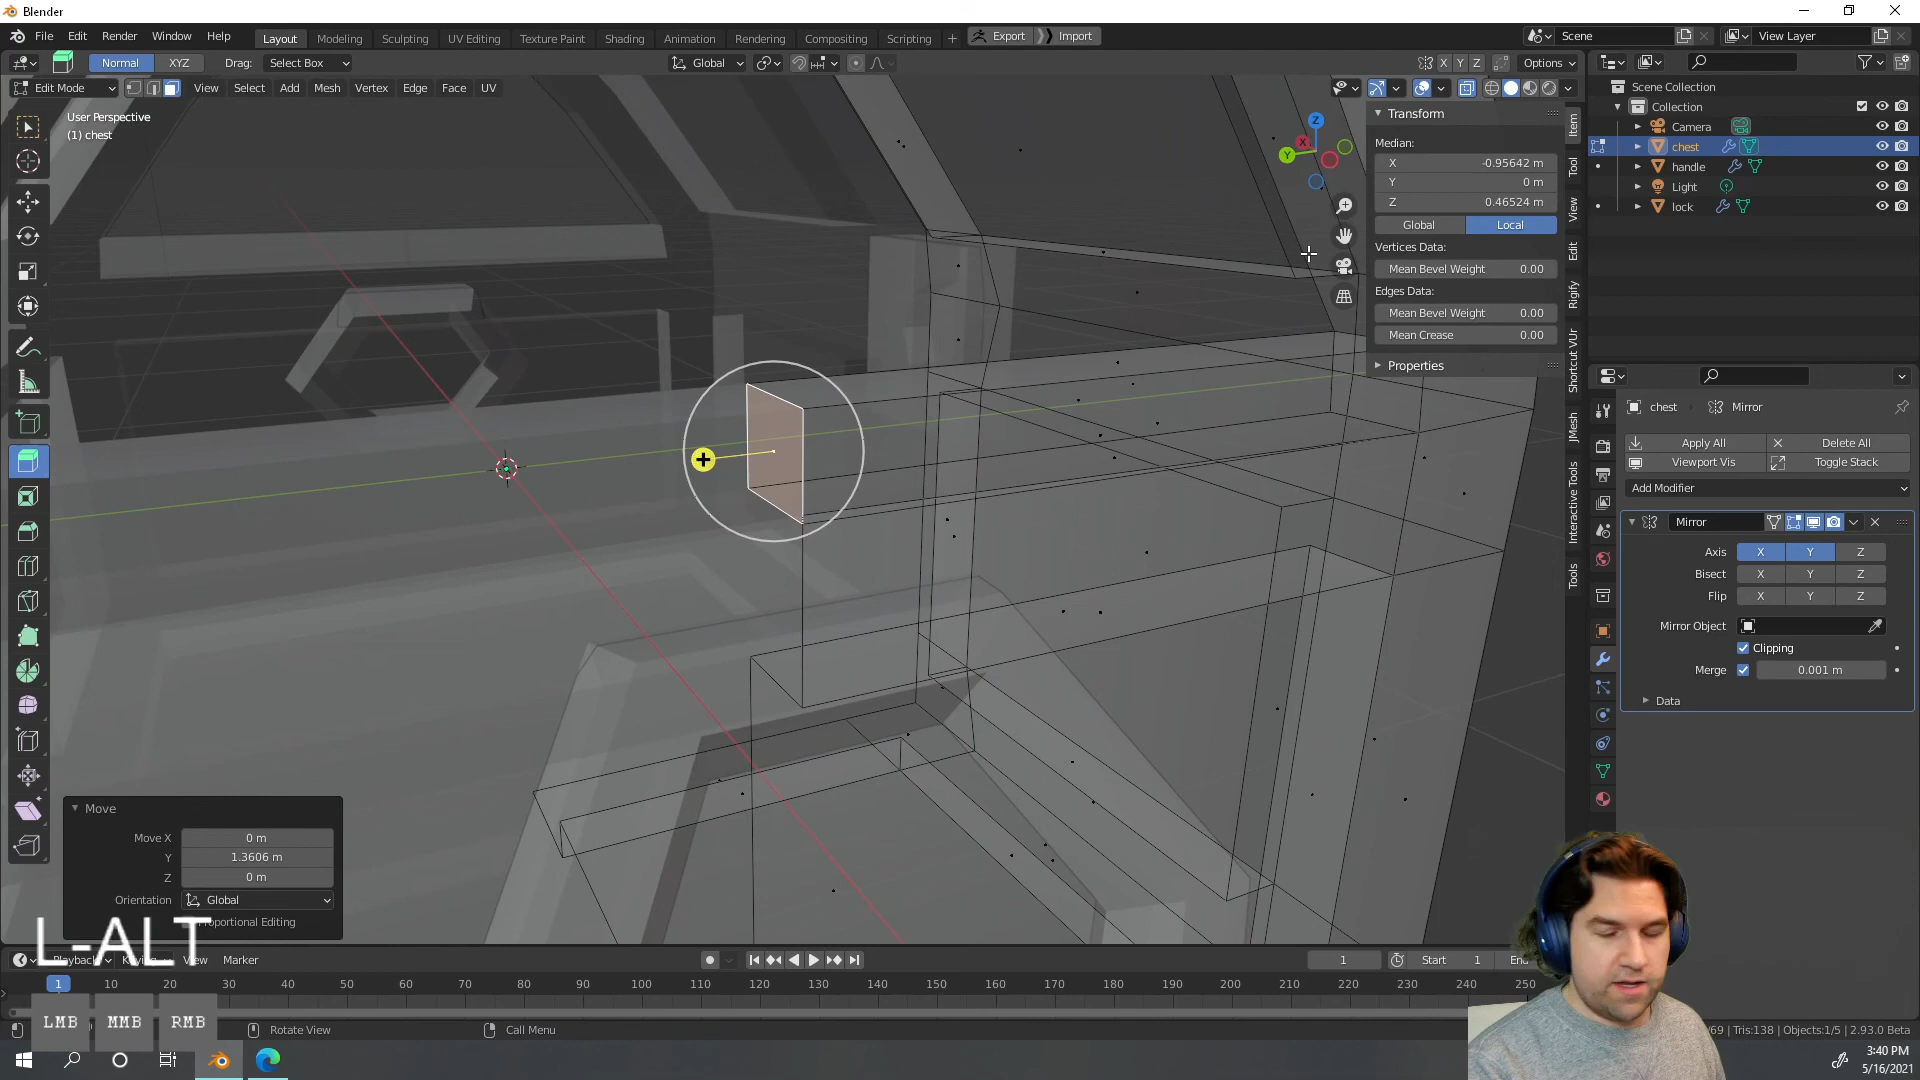 Blender
File Edit Render Window Help
Layout Modeling Sculpting UV Editing Texture Paint Shading Animation Rendering Compositing Scripting + Export Import
Scene View Layer
Normal XYZ Drag: Select Box Global X Y Z Options
Edit Mode View Select Add Mesh Vertex Edge Face UV
User Perspective
(1) chest
Z
X
Y
Transform
Median:
X -0.95642 m
Y 0 m
Z 0.46524 m
Global Local
Vertices Data:
Mean Bevel Weight 0.00
Edges Data:
Mean Bevel Weight 0.00
Mean Crease 0.00
Properties
Item
Tool
View
Edit
Rigify
Shortcut VUr
JMesh
Interactive Tools
Tools
Scene Collection
Collection
Camera
chest
handle
Light
lock
chest Mirror
Apply All Delete All
Viewport Vis Toggle Stack
Add Modifier
Mirror
Axis X Y Z
Bisect X Y Z
Flip X Y Z
Mirror Object
Clipping
Merge 0.001 m
Data
Move
Move X 0 m
Y 1.3606 m
Z 0 m
Orientation Global
Proportional Editing
L-ALT
Playback View Marker
1 Start 1 End
1 10 20 30 40 50 60 70 80 90 100 110 120 130 140 150 160 170 180 190 200 210 220 230 240 250
LMB MMB RMB
Rotate View Call Menu
/69 | Tris:138 | Objects:1/5 | 2.93.0 Beta
3:40 PM
5/16/2021